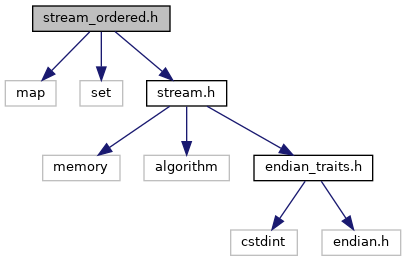 stream_ordered.h
map
set
stream.h
memory
algorithm
endian_traits.h
cstdint
endian.h